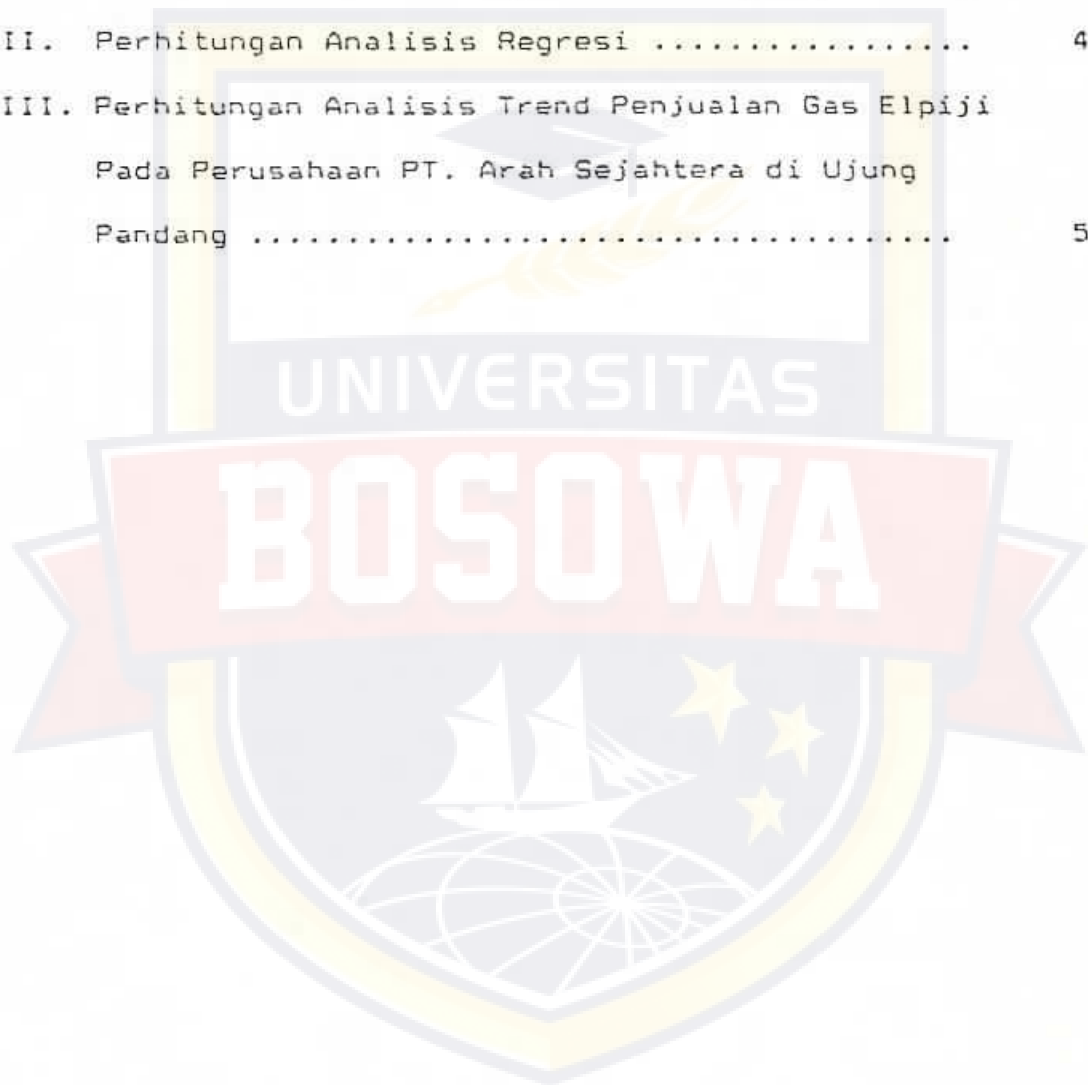 II. Perhitungan Analisis Regresi ................. 4
III. Perhitungan Analisis Trend Penjualan Gas Elpiji
Pada Perusahaan PT. Arah Sejahtera di Ujung
Pandang ..................................... 5
UNIVERSITAS
BOSOWA